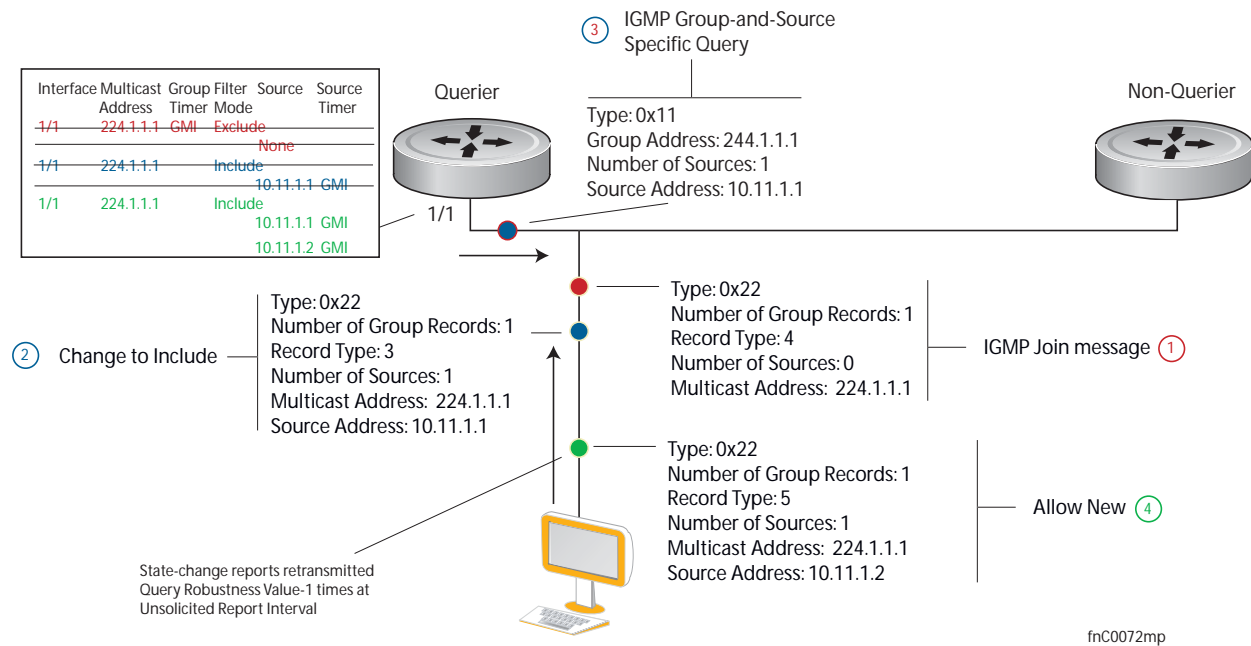 3 IGMP Group-and-Source
Specific Query
Interface Multicast Group Filter Source Source
Address Timer Mode Timer
1/1 224.1.1.1 GMI Exclude
None
1/1 224.1.1.1 Include
10.11.1.1 GMI
1/1 224.1.1.1 Include
10.11.1.1 GMI
10.11.1.2 GMI
Querier
1/1
Type: 0x11
Group Address: 244.1.1.1
Number of Sources: 1
Source Address: 10.11.1.1
Non-Querier
2 Change to Include
Type: 0x22
Number of Group Records: 1
Record Type: 3
Number of Sources: 1
Multicast Address: 224.1.1.1
Source Address: 10.11.1.1
Type: 0x22
Number of Group Records: 1
Record Type: 4
Number of Sources: 0
Multicast Address: 224.1.1.1
IGMP Join message 1
Type: 0x22
Number of Group Records: 1
Record Type: 5
Number of Sources: 1
Multicast Address: 224.1.1.1
Source Address: 10.11.1.2
Allow New 4
State-change reports retransmitted
Query Robustness Value-1 times at
Unsolicited Report Interval
fnC0072mp